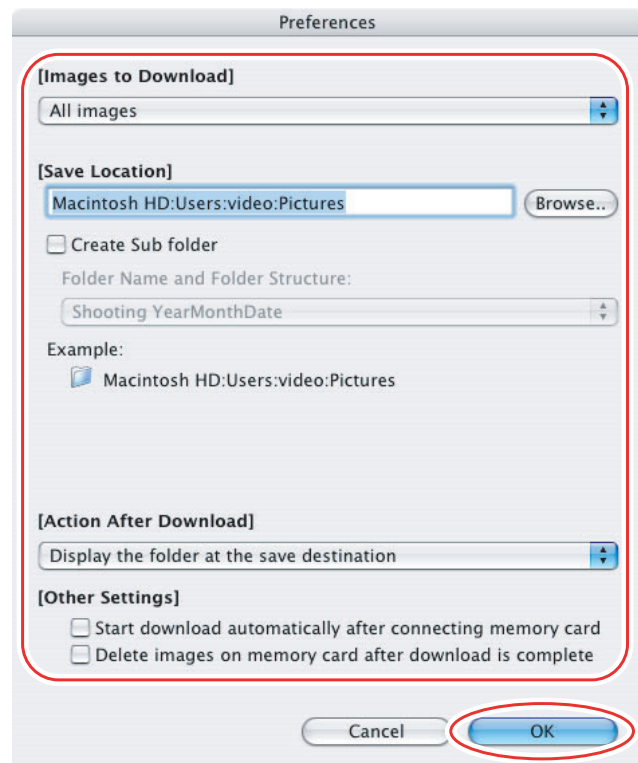 Preferences
[Images to Download]
All images
[Save Location]
Macintosh HD:Users:video:Pictures
Browse..
Create Sub folder
Folder Name and Folder Structure:
Shooting YearMonthDate
Example:
Macintosh HD:Users:video:Pictures
[Action After Download]
Display the folder at the save destination
[Other Settings]
Start download automatically after connecting memory card
Delete images on memory card after download is complete
Cancel
OK